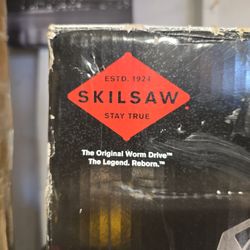 ESTD. 1924
SKILSAW
STAY TRUE
The Original Worm Drive™
The Legend. Reborn.™